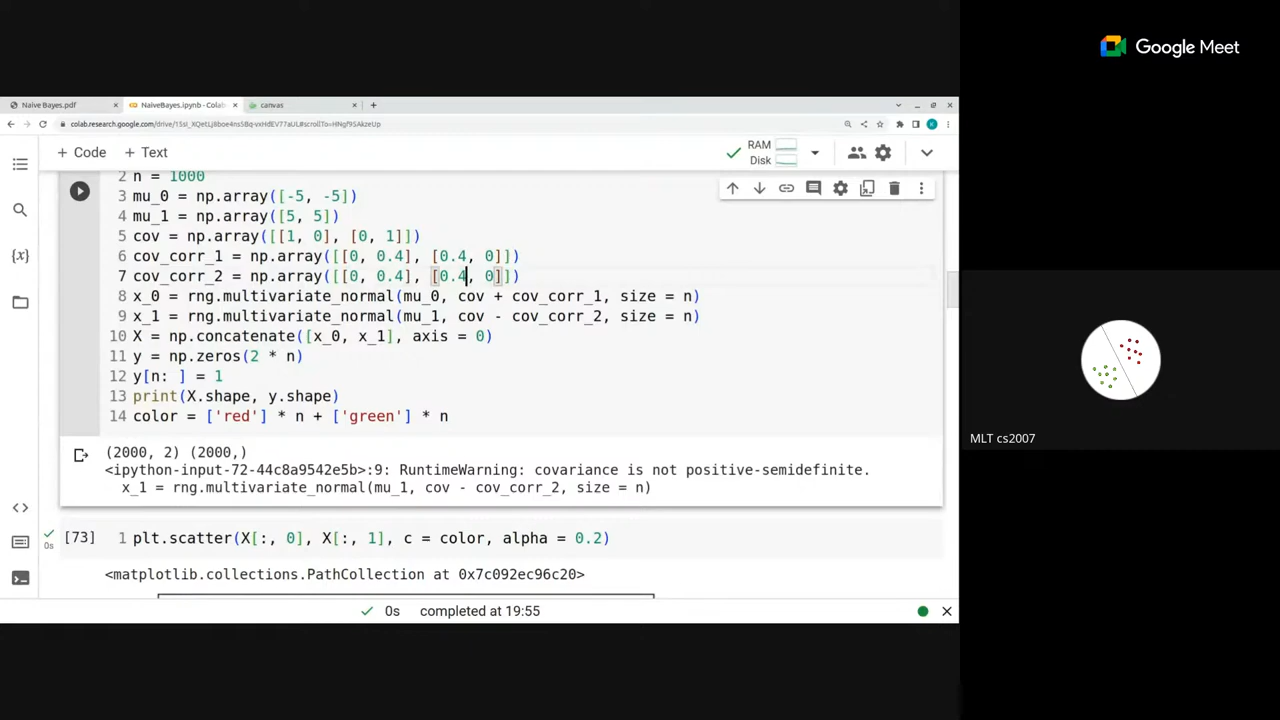 Google Meet
Naive Bayes.pdf
NaiveBayes.ipynb - Colab
canvas
+ Code + Text
RAM
Disk
2 n = 1000
3 mu_0 = np.array([-5, -5])
4 mu_1 = np.array([5, 5])
5 cov = np.array([[1, 0], [0, 1]])
6 cov_corr_1 = np.array([[0, 0.4], [0.4, 0]])
7 cov_corr_2 = np.array([[0, 0.4], [0.4, 0]])
8 x_0 = rng.multivariate_normal(mu_0, cov + cov_corr_1, size = n)
9 x_1 = rng.multivariate_normal(mu_1, cov - cov_corr_2, size = n)
10 X = np.concatenate([x_0, x_1], axis = 0)
11 y = np.zeros(2 * n)
12 y[n: ] = 1
13 print(X.shape, y.shape)
14 color = ['red'] * n + ['green'] * n
(2000, 2) (2000,)
<ipython-input-72-44c8a9542e5b>:9: RuntimeWarning: covariance is not positive-semidefinite.
x_1 = rng.multivariate_normal(mu_1, cov - cov_corr_2, size = n)
0s
[73] 1 plt.scatter(X[:, 0], X[:, 1], c = color, alpha = 0.2)
<matplotlib.collections.PathCollection at 0x7c092ec96c20>
0s completed at 19:55
MLT cs2007